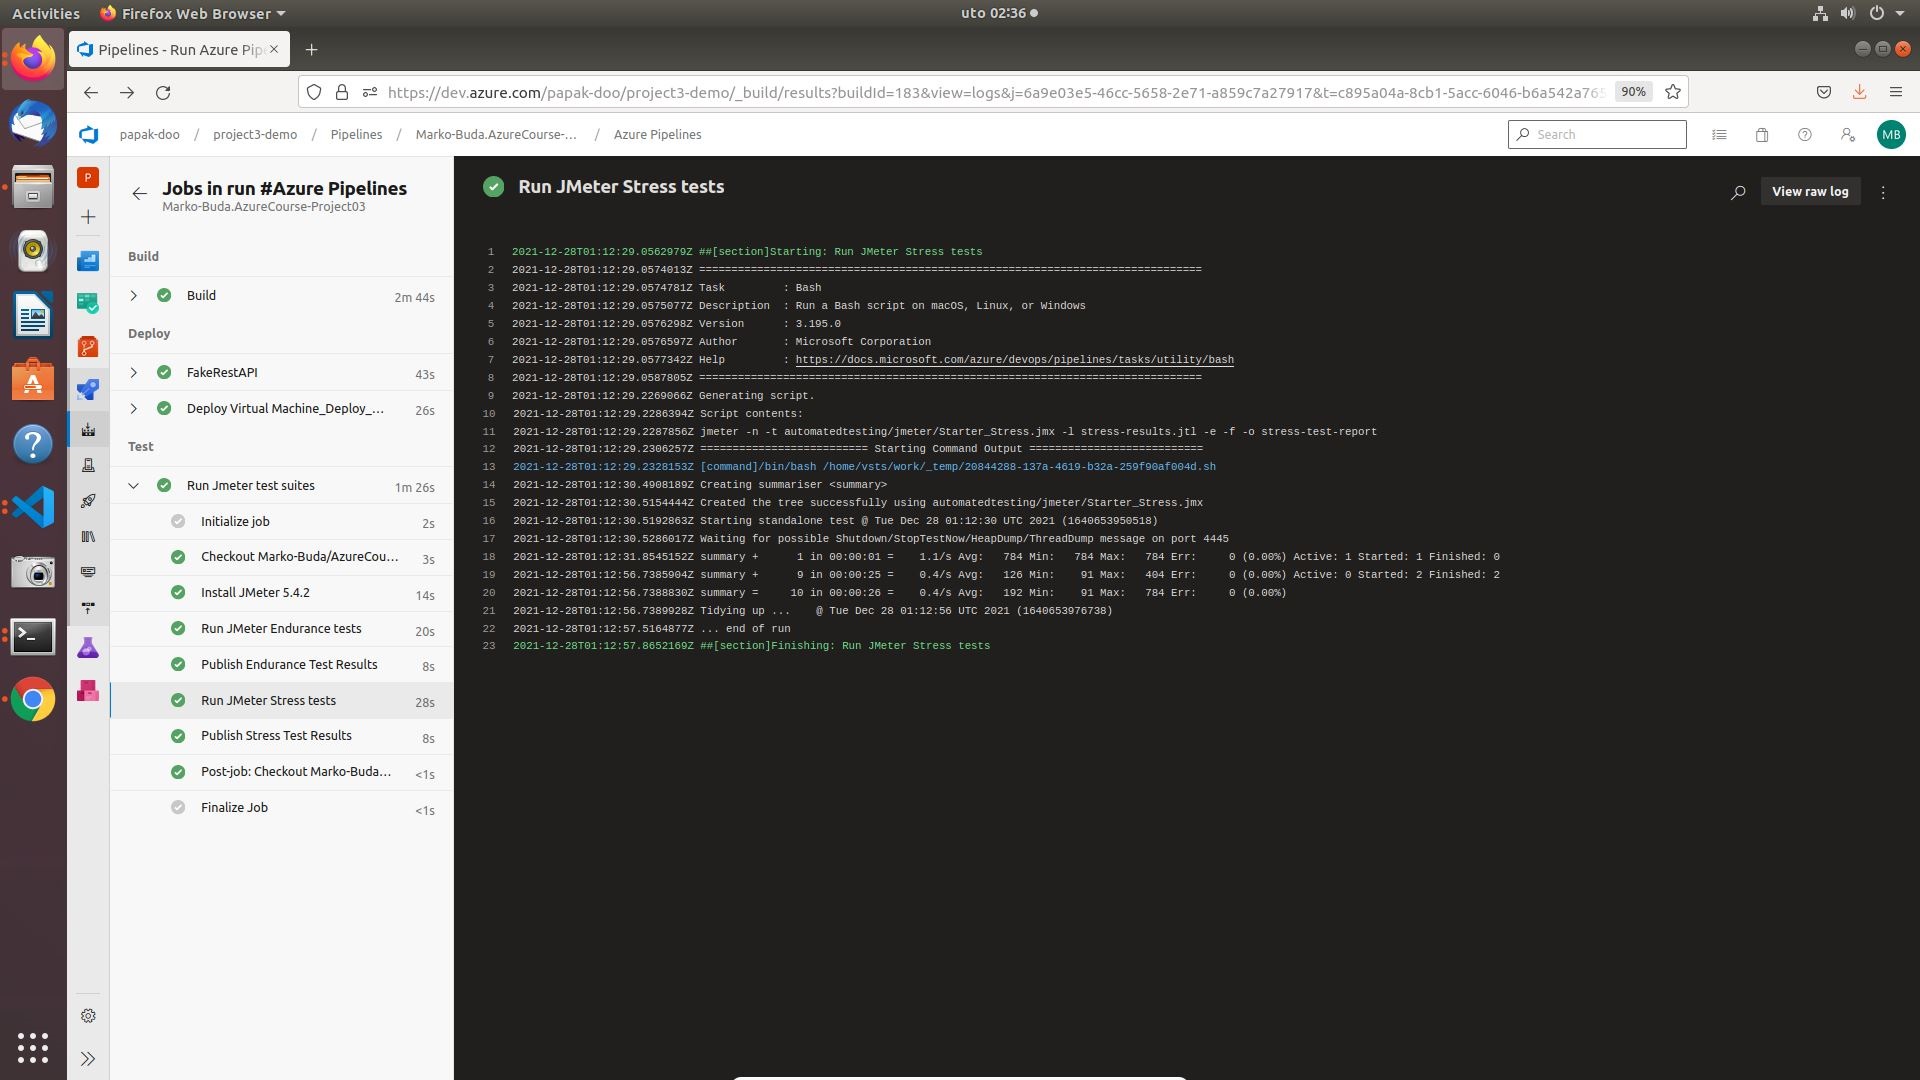 Activities
Firefox Web Browser
uto 02:36
Pipelines - Run Azure Pip
https://dev.azure.com/papak-doo/project3-demo/_build/results?buildId=183&view=logs&j=6a9e03e5-46cc-5658-2e71-a859c7a27917&t=c895a04a-8cb1-5acc-6046-b6a542a765
90%
papak-doo / project3-demo / Pipelines / Marko-Buda.AzureCourse-... / Azure Pipelines
Search
MB
P
Jobs in run #Azure Pipelines
Marko-Buda.AzureCourse-Project03
Build
Build 2m 44s
Deploy
FakeRestAPI 43s
Deploy Virtual Machine_Deploy_... 26s
Test
Run Jmeter test suites 1m 26s
Initialize job 2s
Checkout Marko-Buda/AzureCou... 3s
Install JMeter 5.4.2 14s
Run JMeter Endurance tests 20s
Publish Endurance Test Results 8s
Run JMeter Stress tests 28s
Publish Stress Test Results 8s
Post-job: Checkout Marko-Buda... <1s
Finalize Job <1s
Run JMeter Stress tests
View raw log
1 2021-12-28T01:12:29.0562979Z ##[section]Starting: Run JMeter Stress tests
2 2021-12-28T01:12:29.0574013Z ==============================================================================
3 2021-12-28T01:12:29.0574781Z Task         : Bash
4 2021-12-28T01:12:29.0575077Z Description  : Run a Bash script on macOS, Linux, or Windows
5 2021-12-28T01:12:29.0576298Z Version      : 3.195.0
6 2021-12-28T01:12:29.0576597Z Author       : Microsoft Corporation
7 2021-12-28T01:12:29.0577342Z Help         : https://docs.microsoft.com/azure/devops/pipelines/tasks/utility/bash
8 2021-12-28T01:12:29.0587805Z ==============================================================================
9 2021-12-28T01:12:29.2269066Z Generating script.
10 2021-12-28T01:12:29.2286394Z Script contents:
11 2021-12-28T01:12:29.2287856Z jmeter -n -t automatedtesting/jmeter/Starter_Stress.jmx -l stress-results.jtl -e -f -o stress-test-report
12 2021-12-28T01:12:29.2306257Z ========================== Starting Command Output ===========================
13 2021-12-28T01:12:29.2328153Z [command]/bin/bash /home/vsts/work/_temp/20844288-137a-4619-b32a-259f90af004d.sh
14 2021-12-28T01:12:30.4908189Z Creating summariser <summary>
15 2021-12-28T01:12:30.5154444Z Created the tree successfully using automatedtesting/jmeter/Starter_Stress.jmx
16 2021-12-28T01:12:30.5192863Z Starting standalone test @ Tue Dec 28 01:12:30 UTC 2021 (1640653950518)
17 2021-12-28T01:12:30.5286017Z Waiting for possible Shutdown/StopTestNow/HeapDump/ThreadDump message on port 4445
18 2021-12-28T01:12:31.8545152Z summary +      1 in 00:00:01 =    1.1/s Avg:   784 Min:   784 Max:   784 Err:     0 (0.00%) Active: 1 Started: 1 Finished: 0
19 2021-12-28T01:12:56.7385904Z summary +      9 in 00:00:25 =    0.4/s Avg:   126 Min:    91 Max:   404 Err:     0 (0.00%) Active: 0 Started: 2 Finished: 2
20 2021-12-28T01:12:56.7388830Z summary =     10 in 00:00:26 =    0.4/s Avg:   192 Min:    91 Max:   784 Err:     0 (0.00%)
21 2021-12-28T01:12:56.7389928Z Tidying up ...    @ Tue Dec 28 01:12:56 UTC 2021 (1640653976738)
22 2021-12-28T01:12:57.5164877Z ... end of run
23 2021-12-28T01:12:57.8652169Z ##[section]Finishing: Run JMeter Stress tests